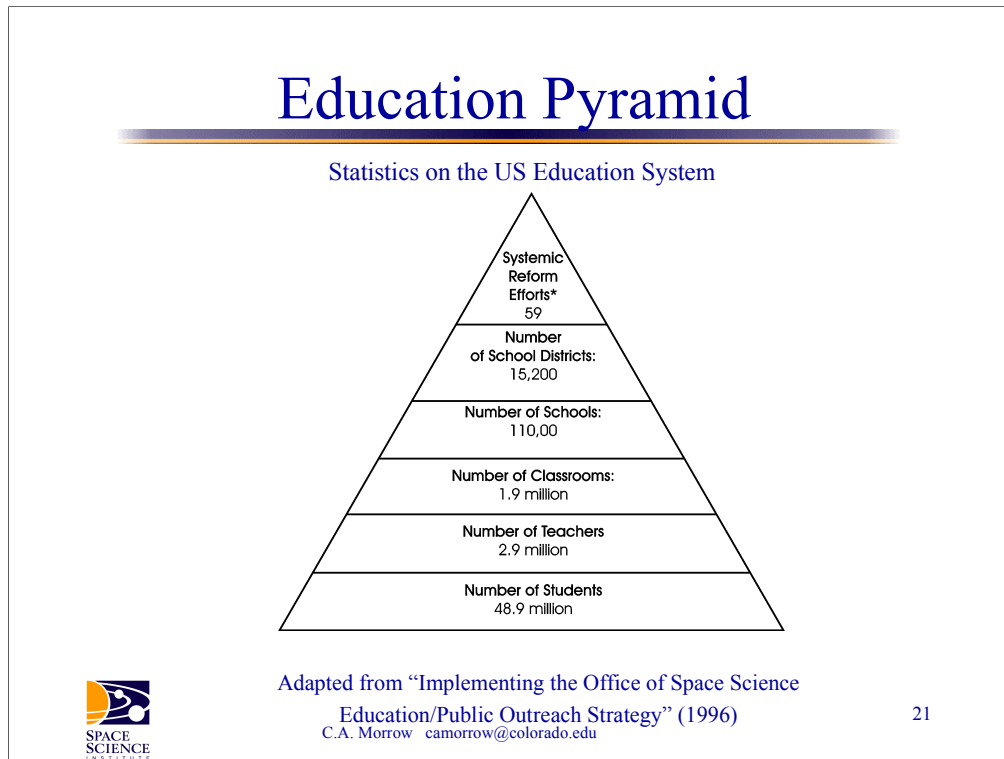 Education Pyramid
Statistics on the US Education System
Systemic
Reform
Efforts*
59
Number
of School Districts:
15,200
Number of Schools:
110,00
Number of Classrooms:
1.9 million
Number of Teachers
2.9 million
Number of Students
48.9 million
Adapted from “Implementing the Office of Space Science
Education/Public Outreach Strategy” (1996)
C.A. Morrow camorrow@colorado.edu
21
SPACE
SCIENCE
INSTITUTE